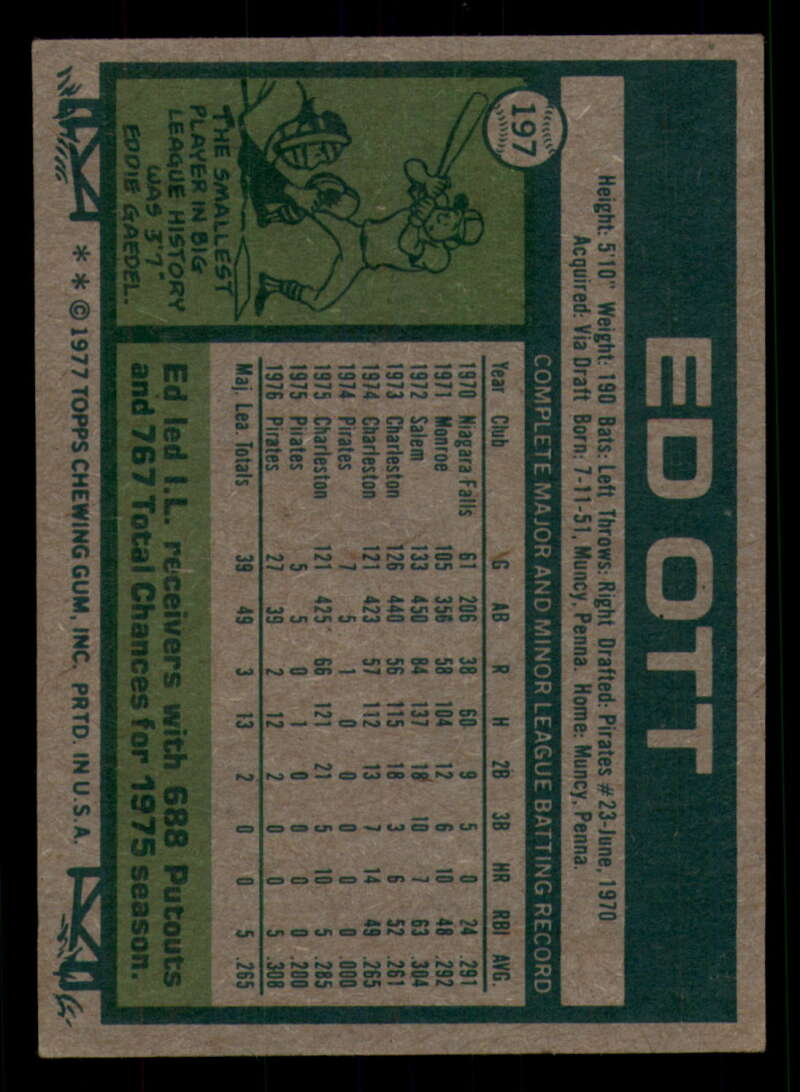 ED OTT
197
Height: 5'10" Weight: 190 Bats: Left Throws: Right Drafted: Pirates #23-June, 1970
Acquired: Via Draft Born: 7-11-51, Muncy, Penna. Home: Muncy, Penna.
COMPLETE MAJOR AND MINOR LEAGUE BATTING RECORD
Year Club G AB R H 2B 3B HR RBI AVG.
1970 Niagara Falls 61 206 38 60 9 5 0 24 .291
1971 Monroe 105 356 58 104 12 6 10 48 .292
1972 Salem 133 450 84 137 18 10 7 63 .304
1973 Charleston 126 440 56 115 18 3 6 52 .261
1974 Charleston 121 423 57 112 13 7 14 49 .265
1974 Pirates 7 5 1 0 0 0 0 0 .000
1975 Charleston 121 425 66 121 21 5 10 5 .285
1975 Pirates 5 5 0 1 0 0 0 0 .200
1976 Pirates 27 39 2 12 2 0 0 5 .308
Maj. Lea. Totals 39 49 3 13 2 0 0 5 .265
THE SMALLEST
PLAYER IN BIG
LEAGUE HISTORY
WAS 3'7"
EDDIE GAEDEL.
Ed led I.L. receivers with 688 Putouts
and 767 Total Chances for 1975 season.
* * © 1977 TOPPS CHEWING GUM, INC. PRTD. IN U.S.A.